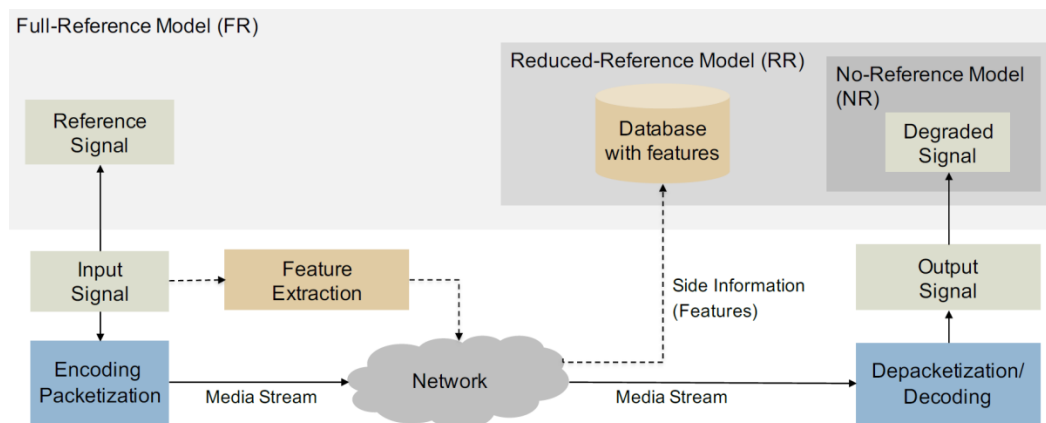 Full-Reference Model (FR)
Reduced-Reference Model (RR)
No-Reference Model
(NR)
Reference
Signal
Database
with features
Degraded
Signal
Input
Signal
Feature
Extraction
Side Information
(Features)
Output
Signal
Encoding
Packetization
Media Stream
Network
Media Stream
Depacketization/
Decoding